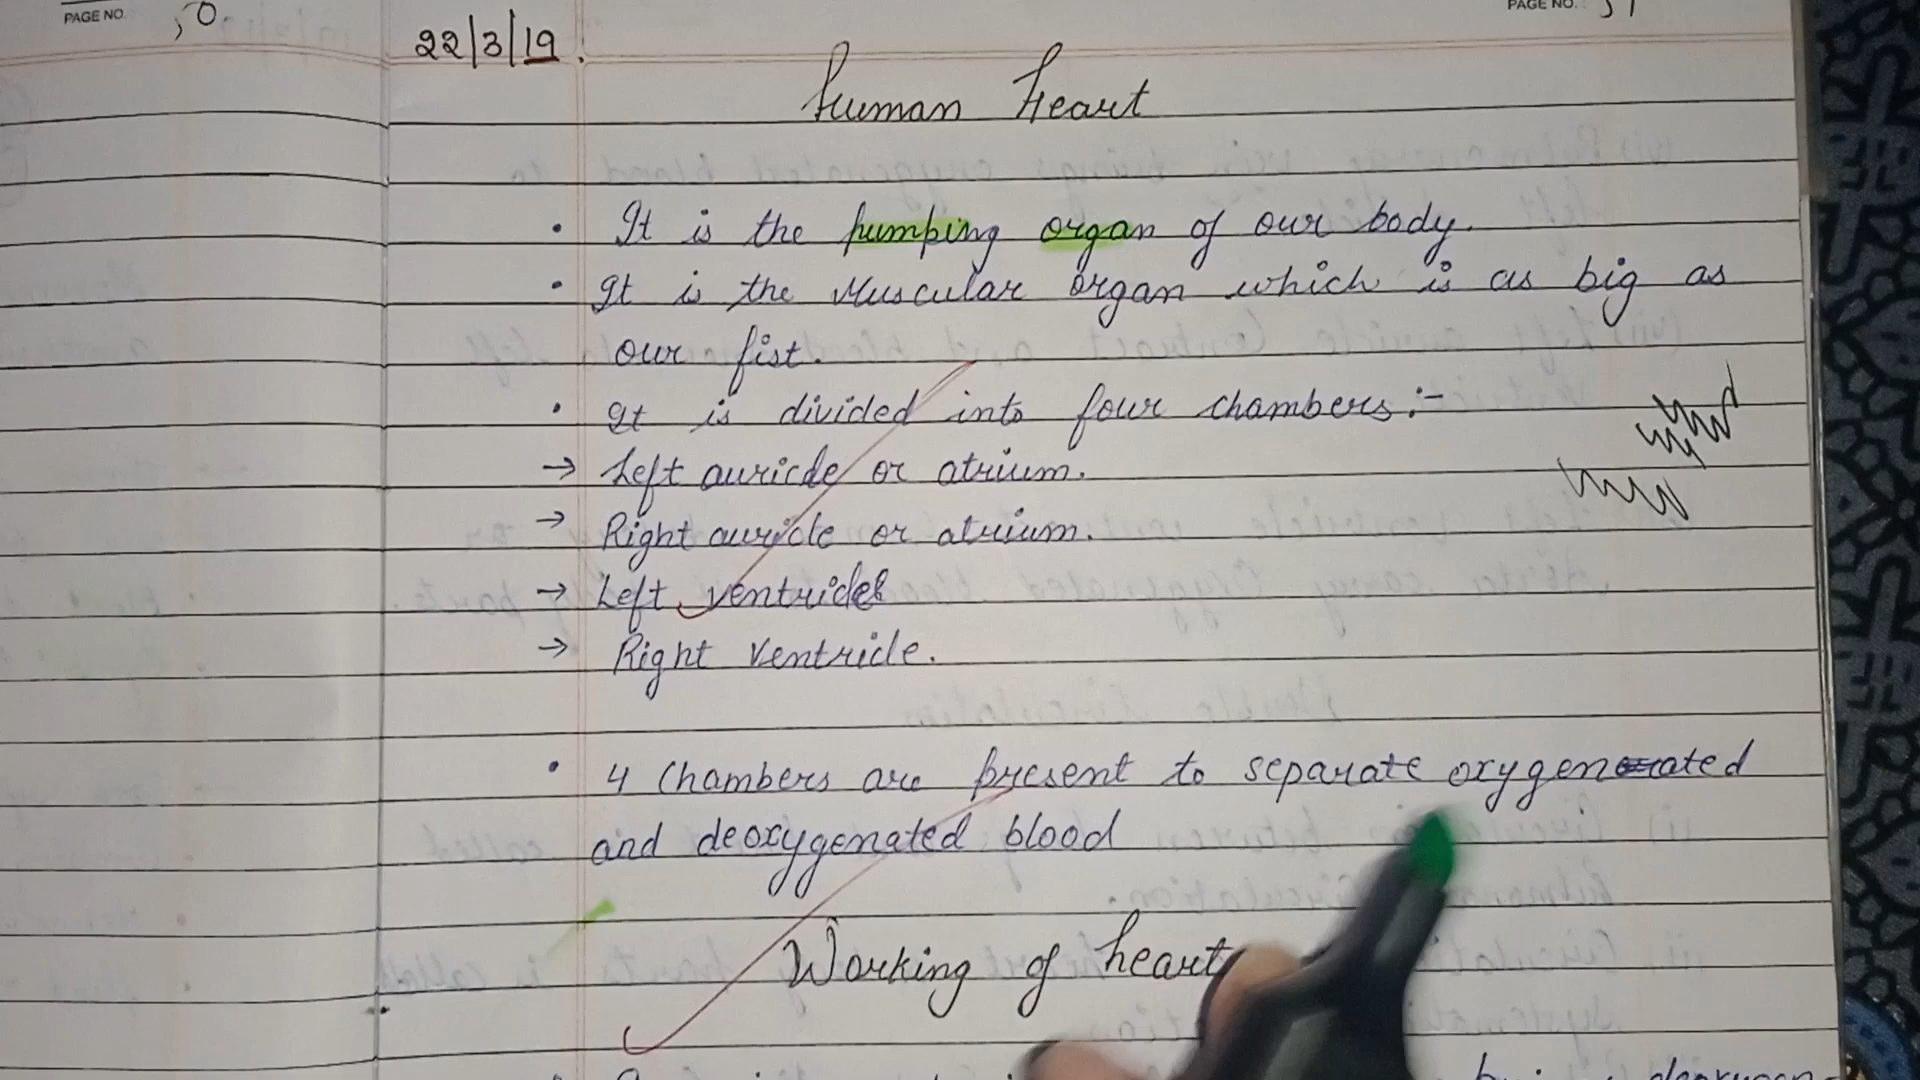 PAGE NO.
PAGE NO.
22/3/19.
Human Heart
• It is the pumping organ of our body.
• It is the Muscular organ which is as big as
our fist.
• It is divided into four chambers :-
→ Left auricle or atrium.
→ Right auricle or atrium.
→ Left ventricle
→ Right Ventricle.
• 4 Chambers are present to separate oxygenated
and deoxygenated blood
Working of heart